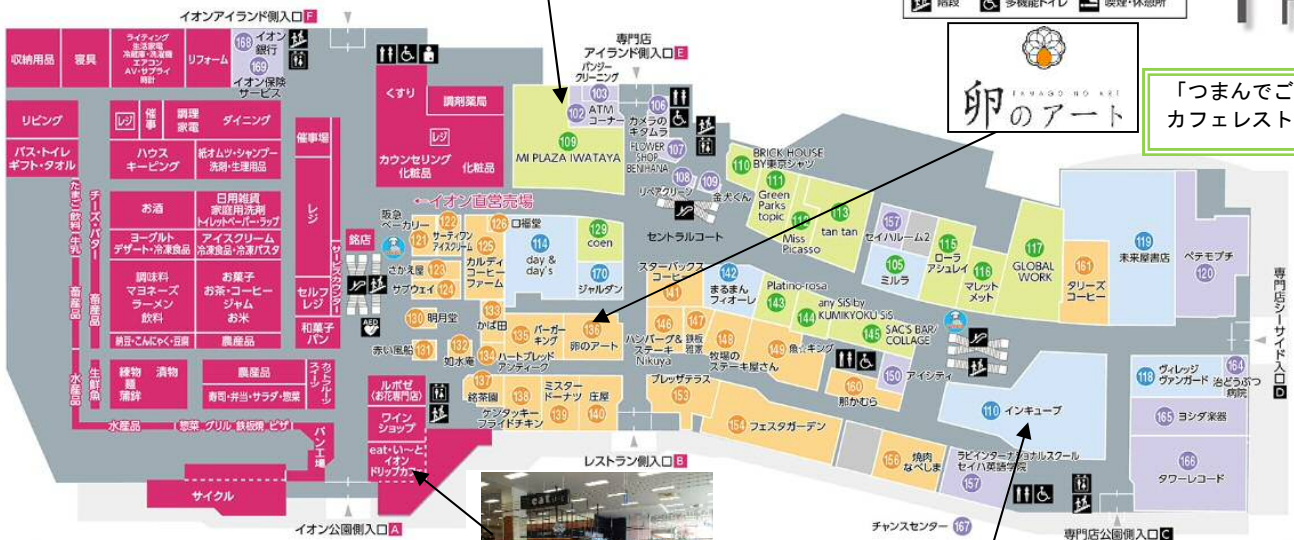 階段
多機能トイレ
喫煙・休憩所
イオンアイランド側入口 F
収納用品
寝具
ライティング
生活家電
冷蔵庫・洗濯機
エアコン
AV・サプライ
時計
リフォーム
168 イオン
銀行
169
イオン保険
サービス
くすり
調剤薬局
レジ
カウンセリング
化粧品
化粧品
専門店
アイランド側入口 E
パンジー
クリーニング
103
102 ATM
コーナー
109
MI PLAZA IWATAYA
106
カメラの
キタムラ
FLOWER
SHOP
BENIHANA
107
108
リペアクリーン
109
金犬くん
卵のアート
TAMAGO NO ART
「つまんでご
カフェレスト
リビング
バス・トイレ
ギフト・タオル
レジ
催事
調理
家電
ダイニング
ハウス
キーピング
紙オムツ・シャンプー
洗剤・生理用品
催事場
レジ
お酒
日用雑貨
家庭用洗剤
トイレットペーパー・ラップ
ヨーグルト
デザート・冷凍食品
アイスクリーム
冷凍食品・冷凍パスタ
調味料
マヨネーズ
ラーメン
飲料
お菓子
お茶・コーヒー
ジャム
お米
納豆・こんにゃく・豆腐
農産品
サービスカウンター
セルフ
レジ
和菓子
パン
銘店
たまご・飲料(牛乳)
チーズ・バター
畜産品
畜産品
水産品
生鮮魚
練物
麺
蒲鉾
漬物
農産品
寿司・弁当・サラダ・惣菜
カットフルーツ
スイーツ
水産品
(惣菜 グリル 鉄板焼 ピザ)
パン工場
サイクル
イオン公園側入口 A
←イオン直営売場
阪急
ベーカリー
121
122
サーティワン
アイスクリーム
さかえ屋 123
サブウェイ 124
125
カルディ
コーヒー
ファーム
126 口福堂
114
day &
day's
129
coen
170
ジャルダン
AED
130 明月堂
赤い風船 131
132
如水庵
133
かば田
134 ハートブレッド
アンティーク
135
バーガー
キング
136
卵のアート
137
銘茶園
138
ケンタッキー
フライドチキン
ミスター
ドーナツ
139
庄屋
140
ルポゼ
(お花専門店)
ワイン
ショップ
eat・い〜と
イオン
ドリップカフェ
eat
レストラン側入口 B
セントラルコート
スターバックス
コーヒー
141
142
まるまん
フィオーレ
Platino-rosa
143
any SiS by
KUMIKYOKU SiS
144
145 SAC'S BAR/
COLLAGE
146
ハンバーグ&
ステーキ
Nikuya
147
鉄板
雅家
148
牧場の
ステーキ屋さん
149 魚☆キング
ブレッザテラス
153
154 フェスタガーデン
150 アイシティ
160
那かむら
156 焼肉
なべしま
110 BRICK HOUSE
BY東京シャツ
111
Green
Parks
topic
112
Miss
Picasso
113
tan tan
157
セイハルーム2
105
ミルラ
115
ローラ
アシュレイ
116
マレット
メット
117
GLOBAL
WORK
161
タリーズ
コーヒー
119
未来屋書店
ペテモプチ
120
専門店シーサイド入口 D
110 インキューブ
118 ヴィレッジ
ヴァンガード
164
治どうぶつ
病院
165 ヨシダ楽器
166
タワーレコード
ラビインターナショナルスクール
セイハ英語学院
157
チャンスセンター 167
専門店公園側入口 C